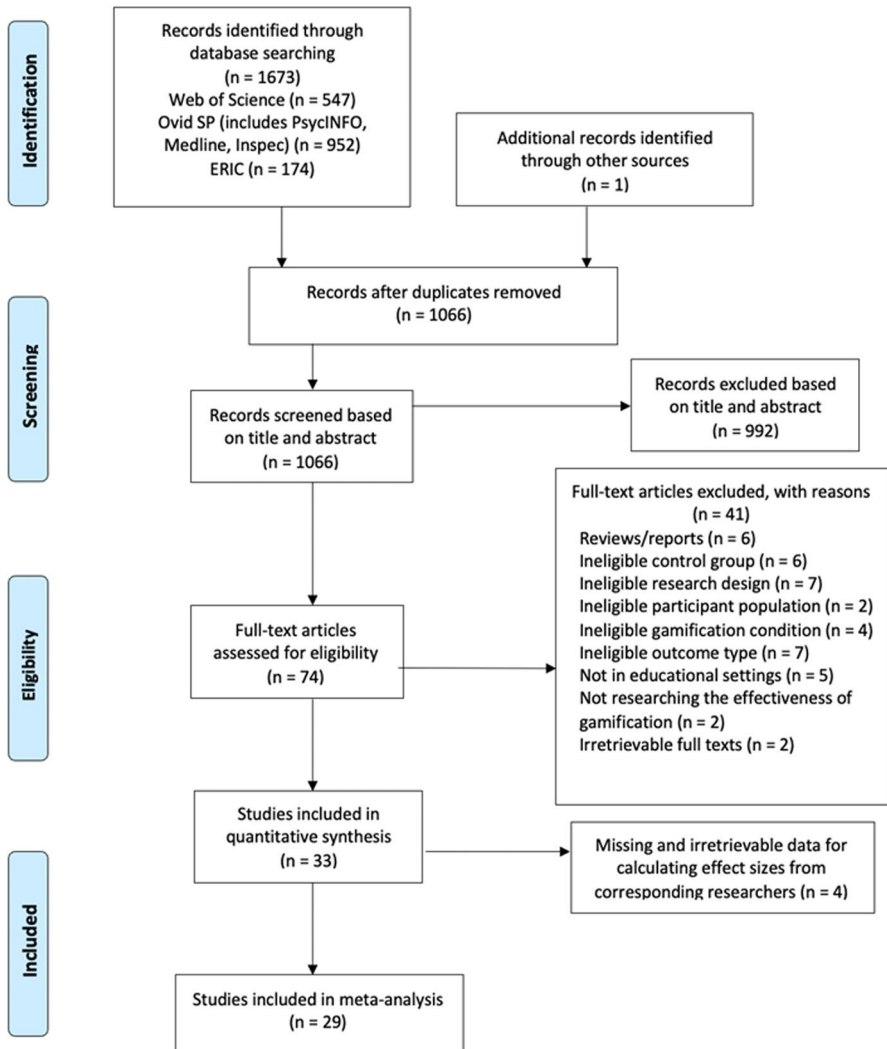 Identification
Records identified through
database searching
(n = 1673)
Web of Science (n = 547)
Ovid SP (includes PsycINFO,
Medline, Inspec) (n = 952)
ERIC (n = 174)
Additional records identified
through other sources
(n = 1)
Records after duplicates removed
(n = 1066)
Screening
Records screened based
on title and abstract
(n = 1066)
Records excluded based
on title and abstract
(n = 992)
Eligibility
Full-text articles
assessed for eligibility
(n = 74)
Full-text articles excluded, with reasons
(n = 41)
Reviews/reports (n = 6)
Ineligible control group (n = 6)
Ineligible research design (n = 7)
Ineligible participant population (n = 2)
Ineligible gamification condition (n = 4)
Ineligible outcome type (n = 7)
Not in educational settings (n = 5)
Not researching the effectiveness of
gamification (n = 2)
Irretrievable full texts (n = 2)
Included
Studies included in
quantitative synthesis
(n = 33)
Missing and irretrievable data for
calculating effect sizes from
corresponding researchers (n = 4)
Studies included in meta-analysis
(n = 29)